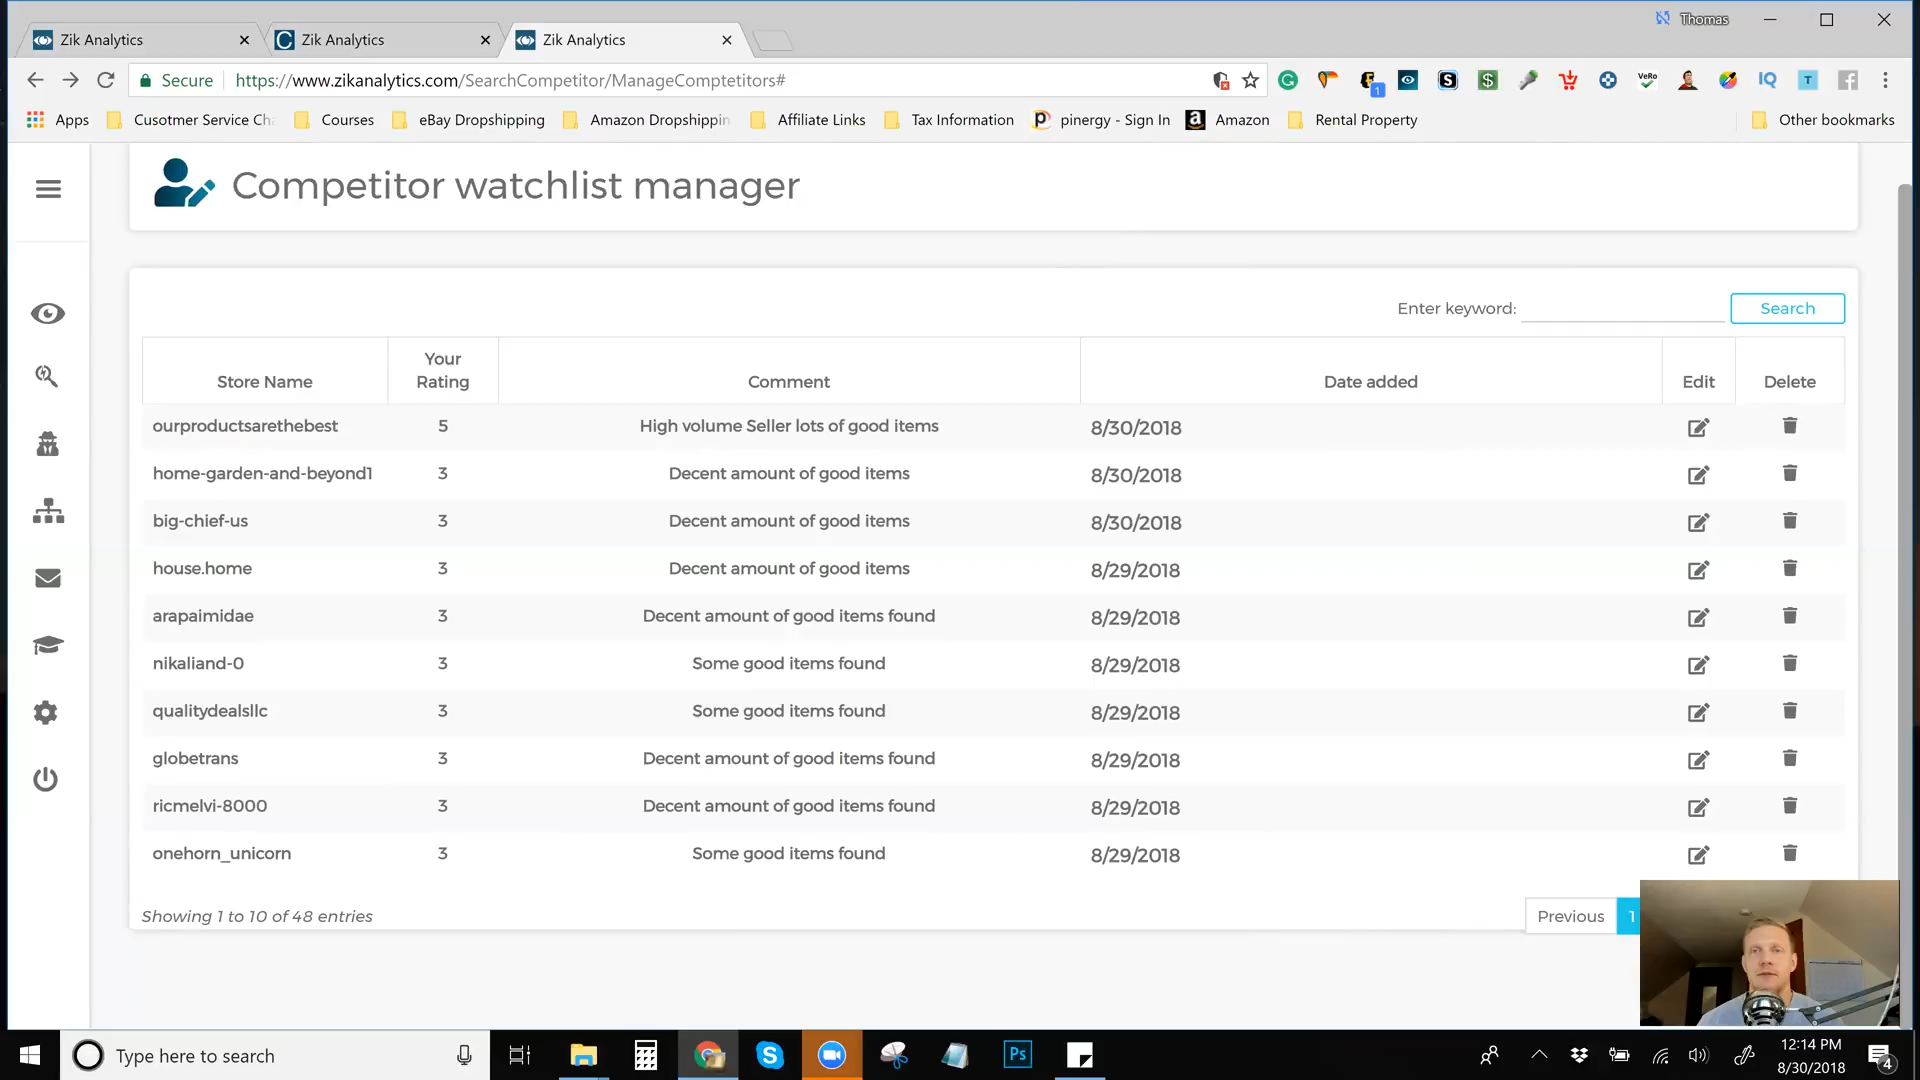 Zik Analytics
Zik Analytics
Zik Analytics
Thomas
Secure https://www.zikanalytics.com/SearchCompetitor/ManageComptetitors#
1
S
$
VeRO
IQ
T
Apps
Cusotmer Service Cha
Courses
eBay Dropshipping
Amazon Dropshippin
Affiliate Links
Tax Information
pinergy - Sign In
Amazon
Rental Property
Other bookmarks
Competitor watchlist manager
Enter keyword:
Search
Store Name
Your
Rating
Comment
Date added
Edit
Delete
ourproductsarethebest 5 High volume Seller lots of good items 8/30/2018
home-garden-and-beyond1 3 Decent amount of good items 8/30/2018
big-chief-us 3 Decent amount of good items 8/30/2018
house.home 3 Decent amount of good items 8/29/2018
arapaimidae 3 Decent amount of good items found 8/29/2018
nikaliand-0 3 Some good items found 8/29/2018
qualitydealsllc 3 Some good items found 8/29/2018
globetrans 3 Decent amount of good items found 8/29/2018
ricmelvi-8000 3 Decent amount of good items found 8/29/2018
onehorn_unicorn 3 Some good items found 8/29/2018
Showing 1 to 10 of 48 entries
Previous 1
Type here to search
Ps
12:14 PM
8/30/2018
4